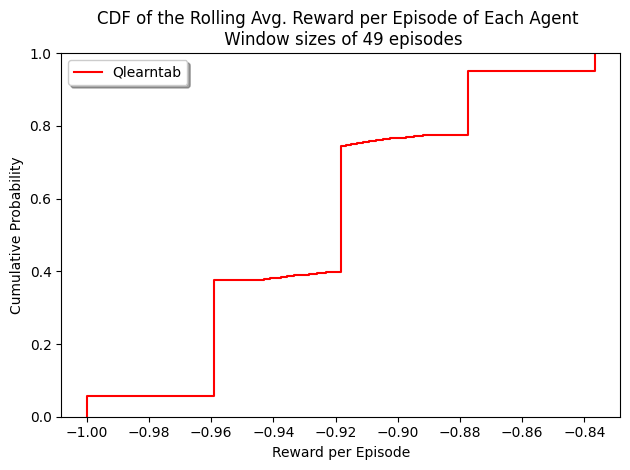 CDF of the Rolling Avg. Reward per Episode of Each Agent
Window sizes of 49 episodes
Qlearntab
Cumulative Probability
1.0
0.8
0.6
0.4
0.2
0.0
−1.00 −0.98 −0.96 −0.94 −0.92 −0.90 −0.88 −0.86 −0.84
Reward per Episode